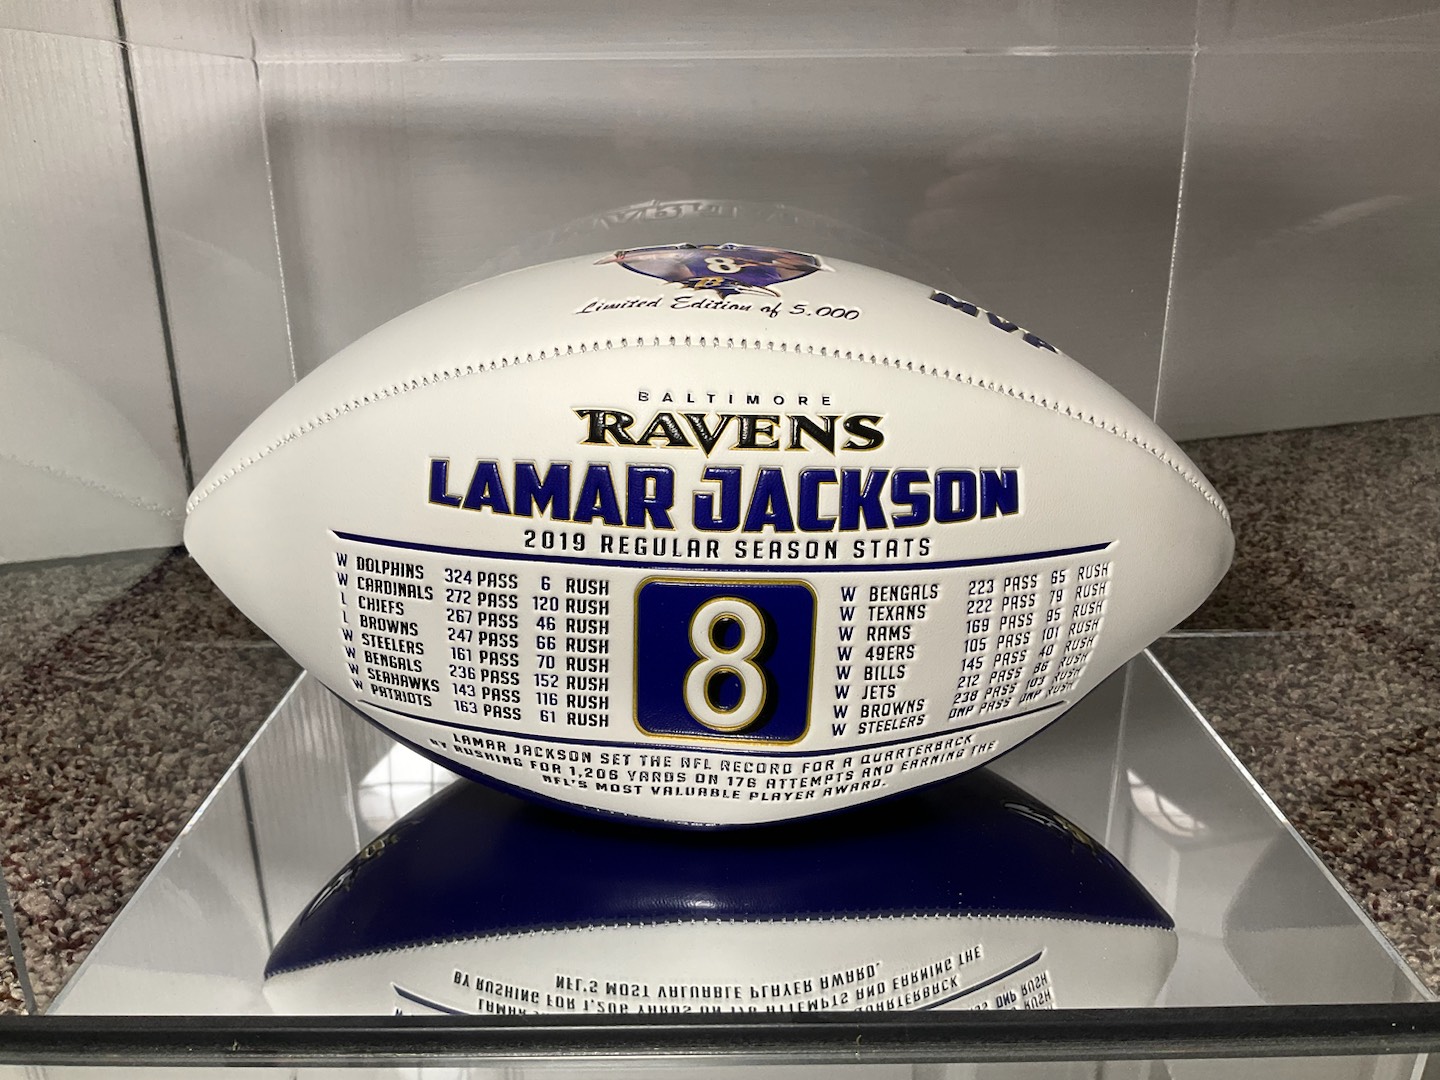 8
Limited Edition of 5,000
MVP
BALTIMORE
RAVENS
LAMAR JACKSON
2019 REGULAR SEASON STATS
W DOLPHINS 324 PASS 6 RUSH
W CARDINALS 272 PASS 120 RUSH
L CHIEFS 267 PASS 46 RUSH
L BROWNS 247 PASS 66 RUSH
W STEELERS 161 PASS 70 RUSH
W BENGALS 236 PASS 152 RUSH
W SEAHAWKS 143 PASS 116 RUSH
W PATRIOTS 163 PASS 61 RUSH
8
W BENGALS 223 PASS 65 RUSH
W TEXANS 222 PASS 79 RUSH
W RAMS 169 PASS 95 RUSH
W 49ERS 105 PASS 101 RUSH
W BILLS 145 PASS 40 RUSH
W JETS 212 PASS 86 RUSH
W BROWNS 238 PASS 103 RUSH
W STEELERS DNP PASS DNP RUSH
LAMAR JACKSON SET THE NFL RECORD FOR A QUARTERBACK
BY RUSHING FOR 1,206 YARDS ON 176 ATTEMPTS AND EARNING THE
NFL'S MOST VALUABLE PLAYER AWARD.